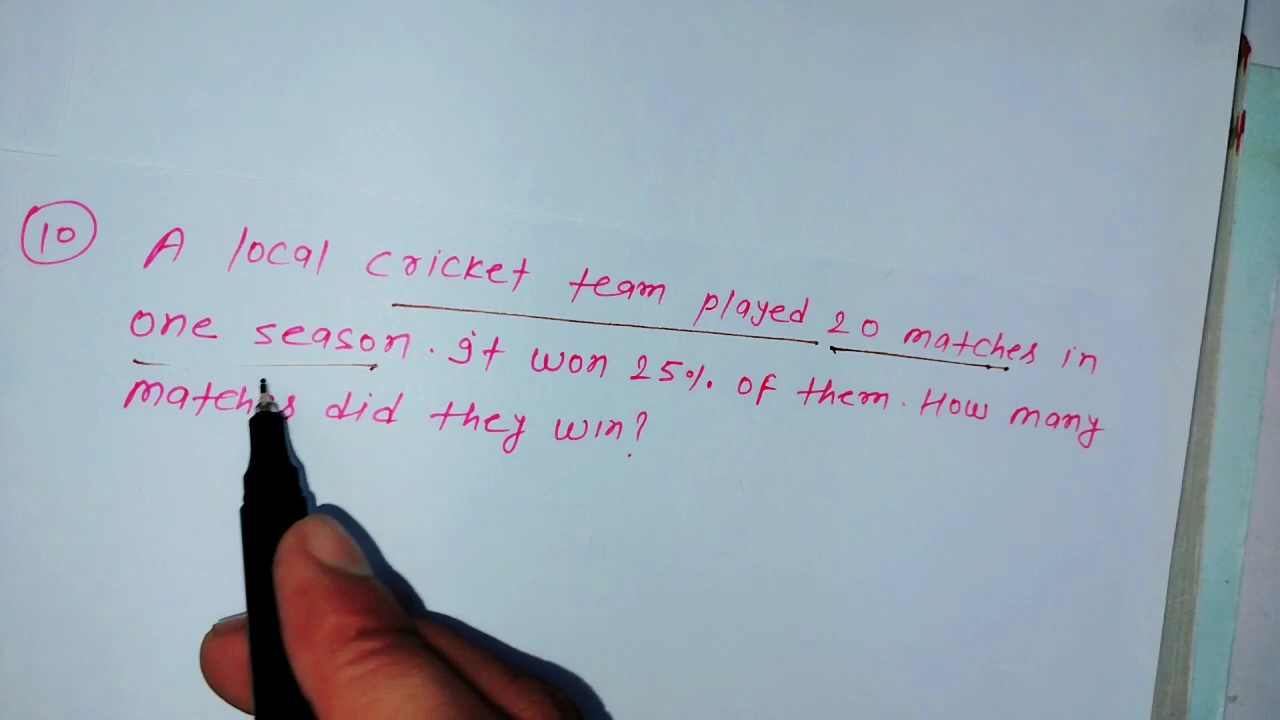 10 A local cricket team played 20 matches in
one season. It won 25% of them. How many
matches did they win?